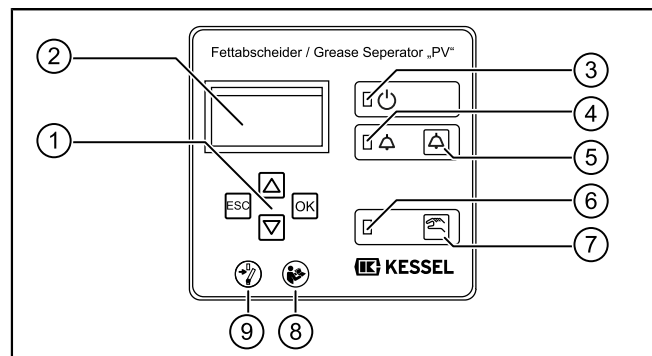 Fettabscheider / Grease Seperator „PV“
2
3
4
1
5
ESC
OK
6
7
KESSEL
9
8